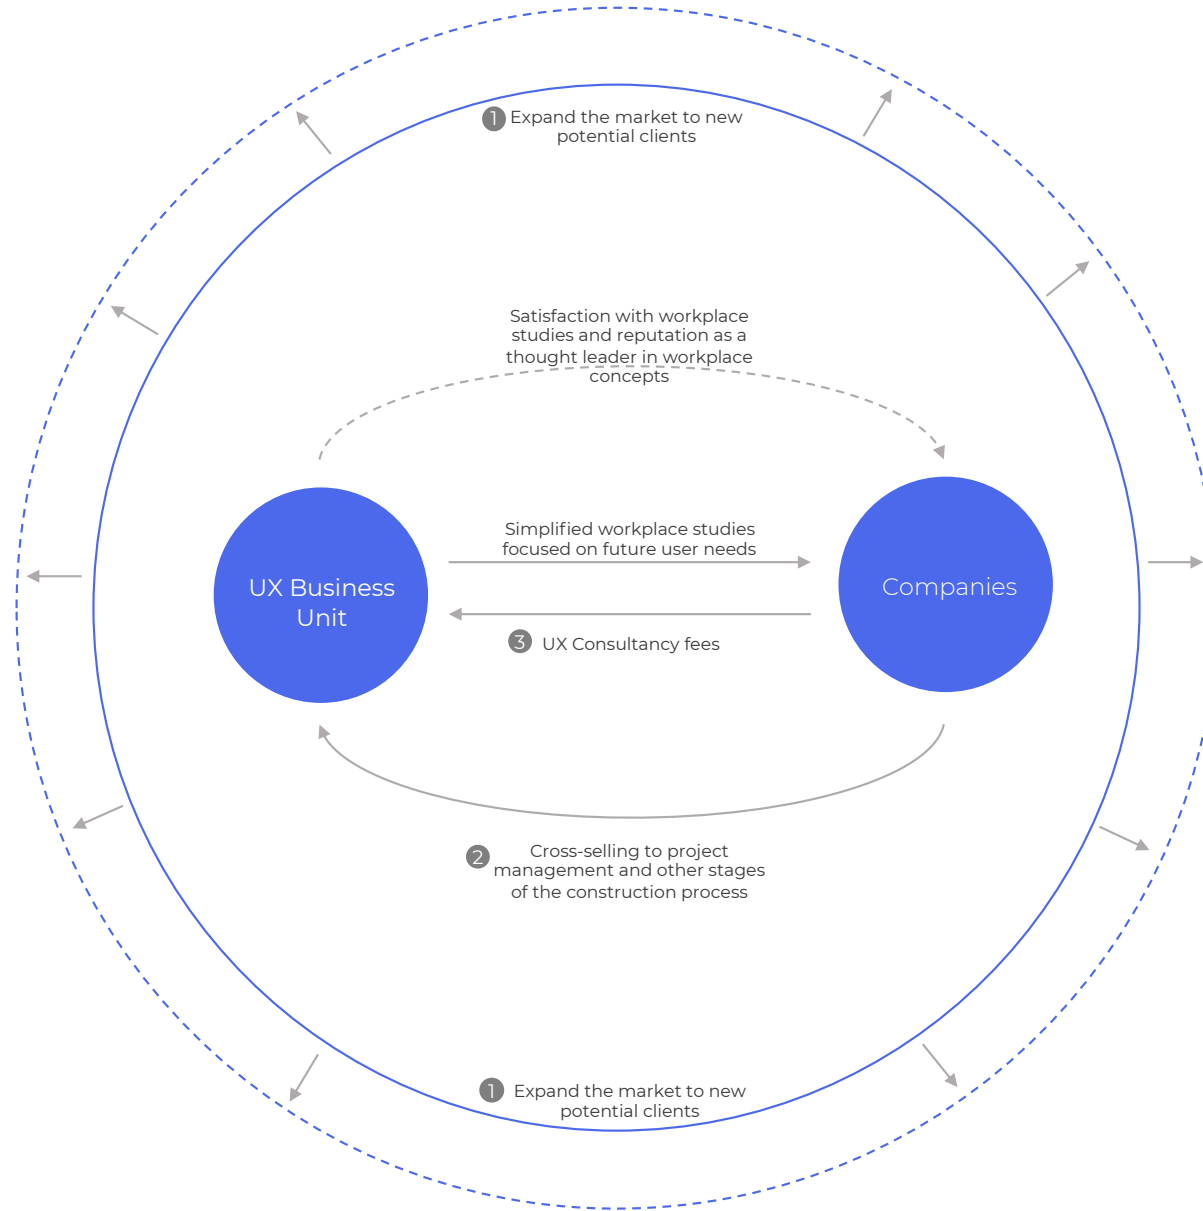 1 Expand the market to new
potential clients
Satisfaction with workplace
studies and reputation as a
thought leader in workplace
concepts
Simplified workplace studies
focused on future user needs
UX Business
Unit
Companies
3 UX Consultancy fees
2 Cross-selling to project
management and other stages
of the construction process
1 Expand the market to new
potential clients